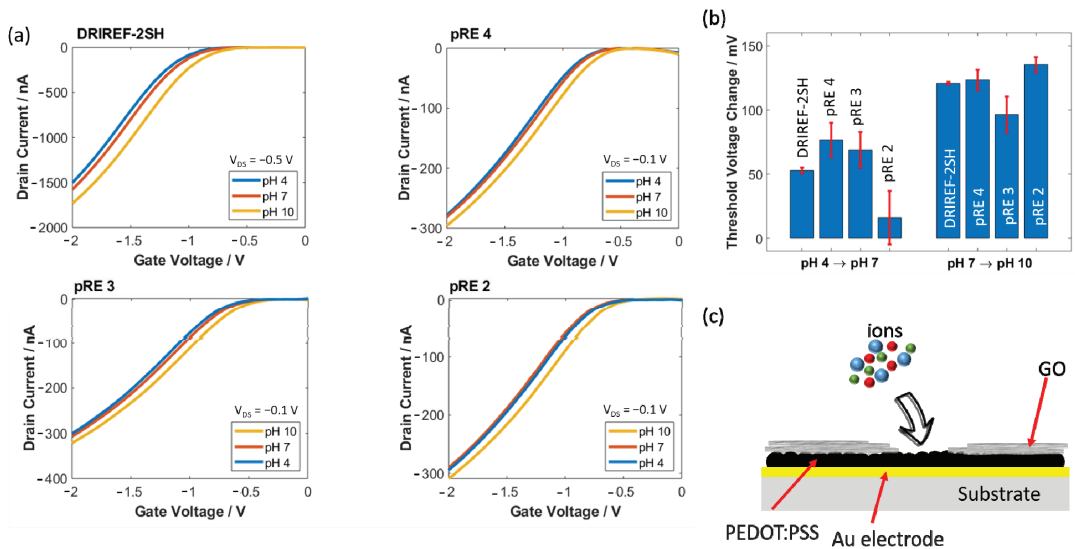 (a)
DRIREF-2SH
0
−500
−1000
−1500
−2000
Drain Current / nA
V_DS = −0.5 V
pH 4
pH 7
pH 10
−2 −1.5 −1 −0.5 0
Gate Voltage / V
pRE 4
0
−100
−200
−300
Drain Current / nA
V_DS = −0.1 V
pH 4
pH 7
pH 10
−2 −1.5 −1 −0.5 0
Gate Voltage / V
pRE 3
0
−100
−200
−300
−400
Drain Current / nA
V_DS = −0.1 V
pH 10
pH 7
pH 4
−2 −1.5 −1 −0.5 0
Gate Voltage / V
pRE 2
0
−100
−200
−300
Drain Current / nA
V_DS = −0.1 V
pH 10
pH 7
pH 4
−2 −1.5 −1 −0.5 0
Gate Voltage / V
(b)
150
100
50
0
Threshold Voltage Change / mV
DRIREF-2SH
pRE 4
pRE 3
pRE 2
DRIREF-2SH
pRE 4
pRE 3
pRE 2
pH 4 → pH 7
pH 7 → pH 10
(c)
ions
GO
Substrate
PEDOT:PSS
Au electrode